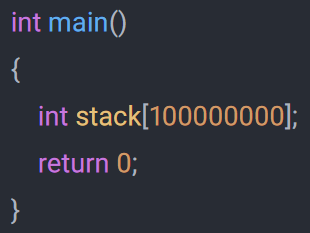 int main()
{
int stack[100000000];
return 0;
}